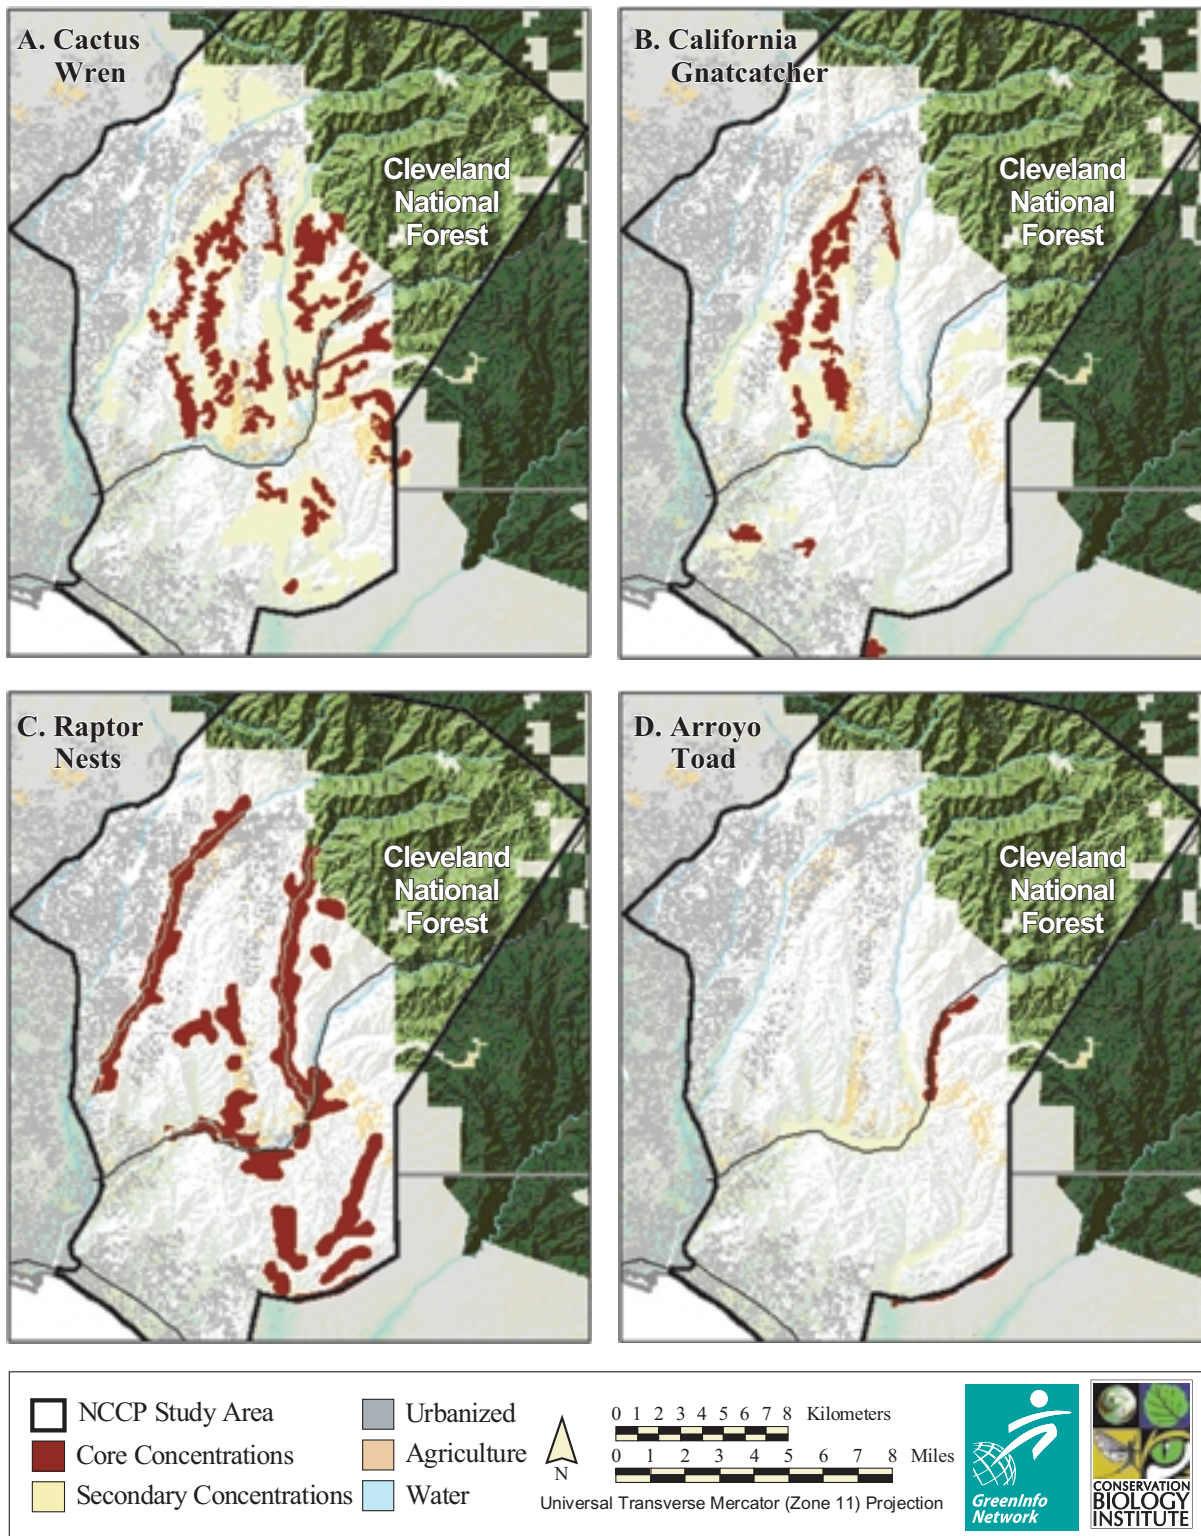 A. Cactus
Wren
Cleveland
National
Forest
B. California
Gnatcatcher
Cleveland
National
Forest
C. Raptor
Nests
Cleveland
National
Forest
D. Arroyo
Toad
Cleveland
National
Forest
NCCP Study Area
Core Concentrations
Secondary Concentrations
Urbanized
Agriculture
Water
N
0 1 2 3 4 5 6 7 8 Kilometers
0 1 2 3 4 5 6 7 8 Miles
Universal Transverse Mercator (Zone 11) Projection
GreenInfo
Network
CONSERVATION
BIOLOGY
INSTITUTE